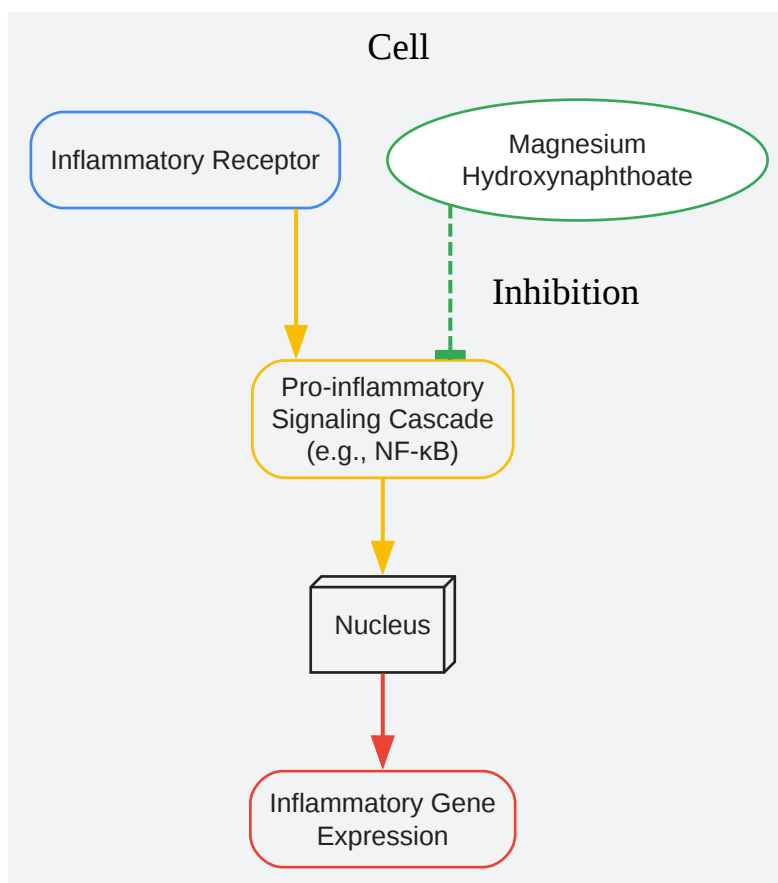 Cell
Inflammatory Receptor
Magnesium
Hydroxynaphthoate
Inhibition
Pro-inflammatory
Signaling Cascade
(e.g., NF-κB)
Nucleus
Inflammatory Gene
Expression